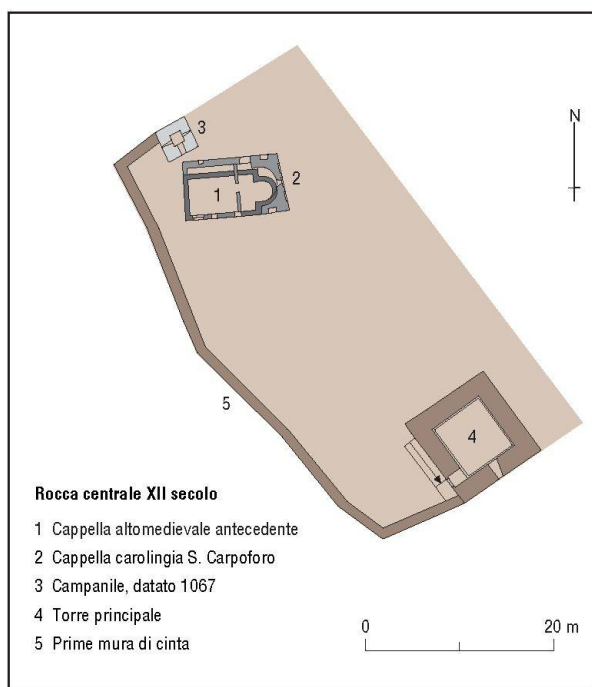 3
N
2
1
5
4
Rocca centrale XII secolo
1 Cappella altomedievale antecedente
2 Cappella carolingia S. Carpoforo
3 Campanile, datato 1067
4 Torre principale
5 Prime mura di cinta
0 20 m